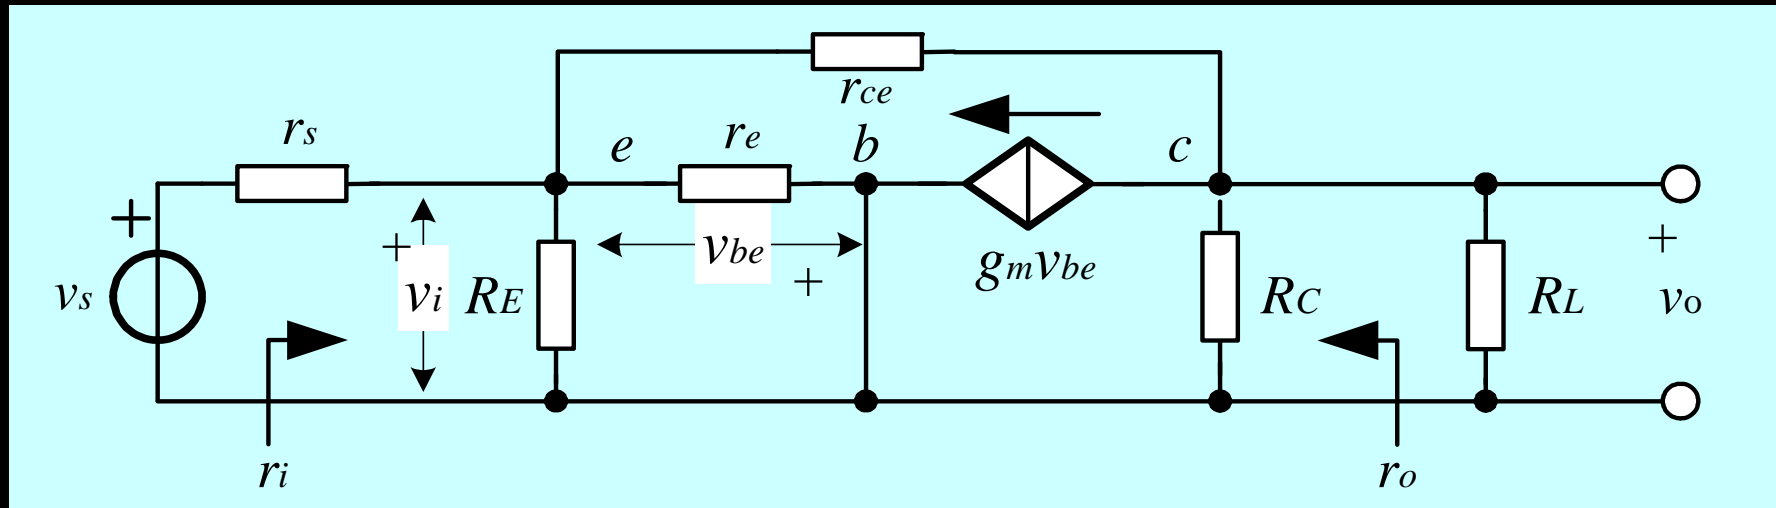 rce
rs
e
re
b
c
+
+
vbe
+
gmvbe
+
vs
vi
RE
RC
RL
vo
ri
ro